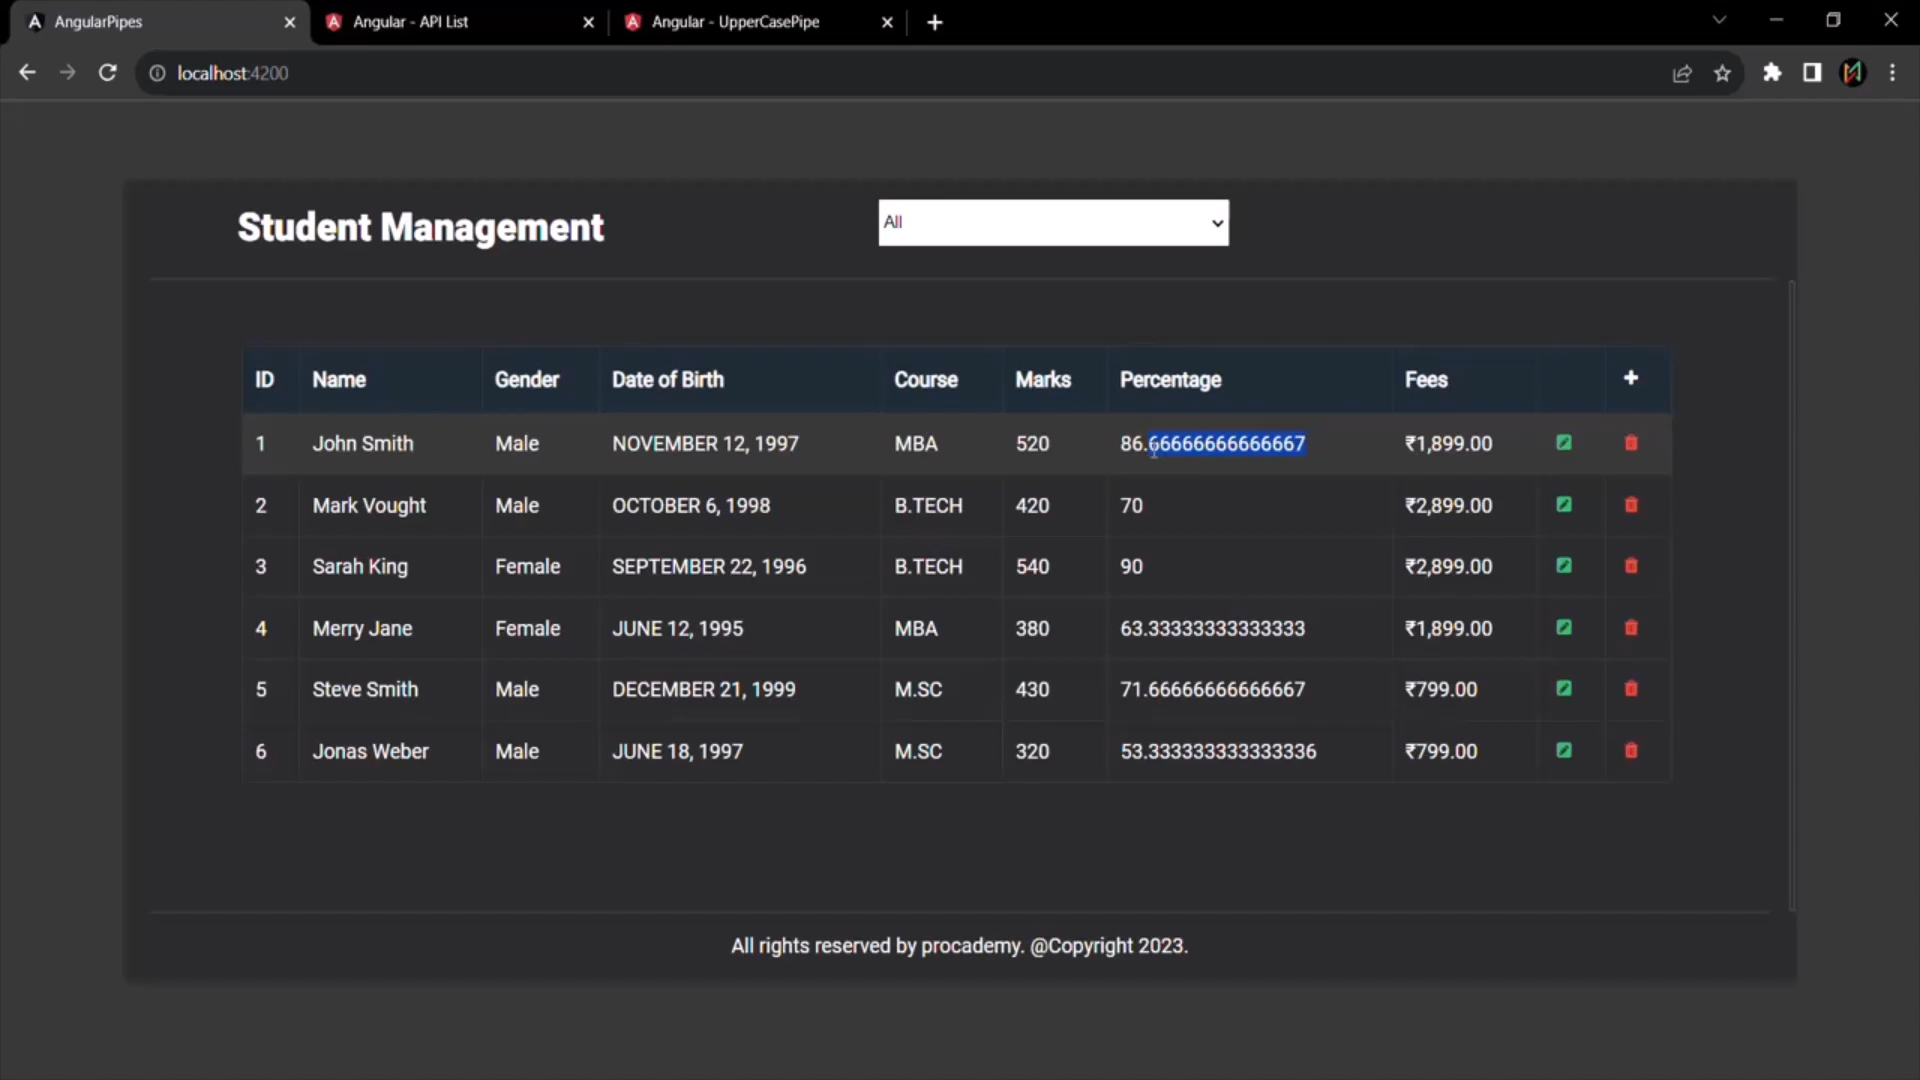 AngularPipes
Angular - API List
Angular - UpperCasePipe
localhost:4200
Student Management
All
ID Name Gender Date of Birth Course Marks Percentage Fees +
1 John Smith Male NOVEMBER 12, 1997 MBA 520 86.66666666666667 ₹1,899.00
2 Mark Vought Male OCTOBER 6, 1998 B.TECH 420 70 ₹2,899.00
3 Sarah King Female SEPTEMBER 22, 1996 B.TECH 540 90 ₹2,899.00
4 Merry Jane Female JUNE 12, 1995 MBA 380 63.33333333333333 ₹1,899.00
5 Steve Smith Male DECEMBER 21, 1999 M.SC 430 71.66666666666667 ₹799.00
6 Jonas Weber Male JUNE 18, 1997 M.SC 320 53.333333333333336 ₹799.00
All rights reserved by procademy. @Copyright 2023.